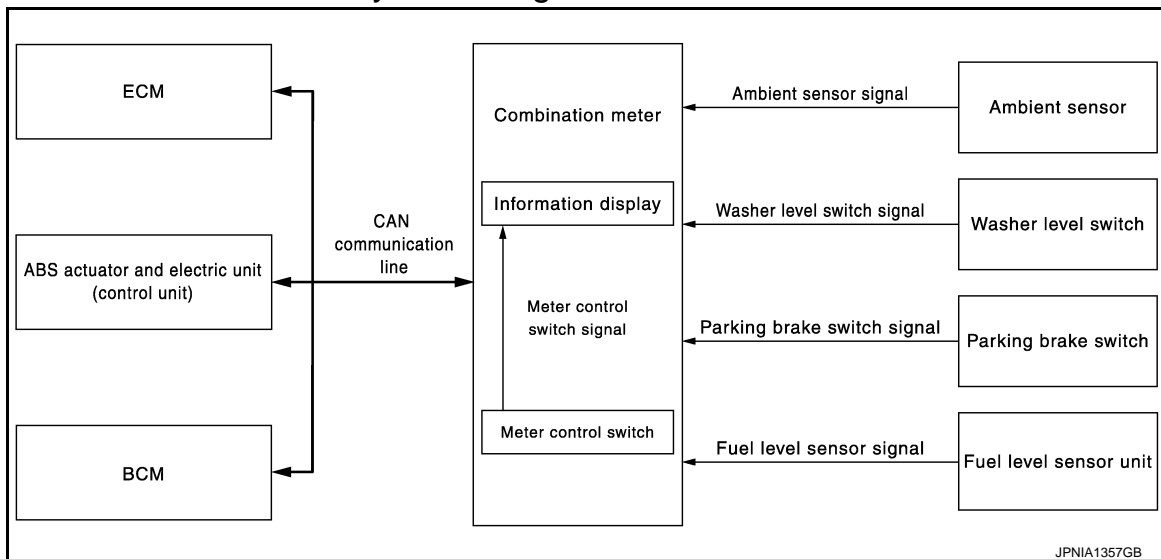 ECM
ABS actuator and electric unit
(control unit)
BCM
CAN
communication
line
Combination meter
Information display
Meter control
switch signal
Meter control switch
Ambient sensor signal
Washer level switch signal
Parking brake switch signal
Fuel level sensor signal
Ambient sensor
Washer level switch
Parking brake switch
Fuel level sensor unit
JPNIA1357GB